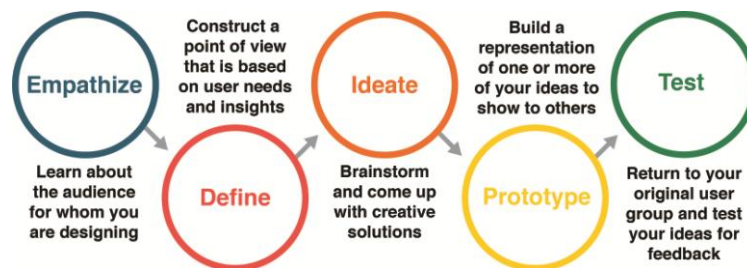 Empathize
Learn about
the audience
for whom you
are designing
Construct a
point of view
that is based
on user needs
and insights
Define
Ideate
Brainstorm
and come up
with creative
solutions
Build a
representation
of one or more
of your ideas to
show to others
Prototype
Test
Return to your
original user
group and test
your ideas for
feedback